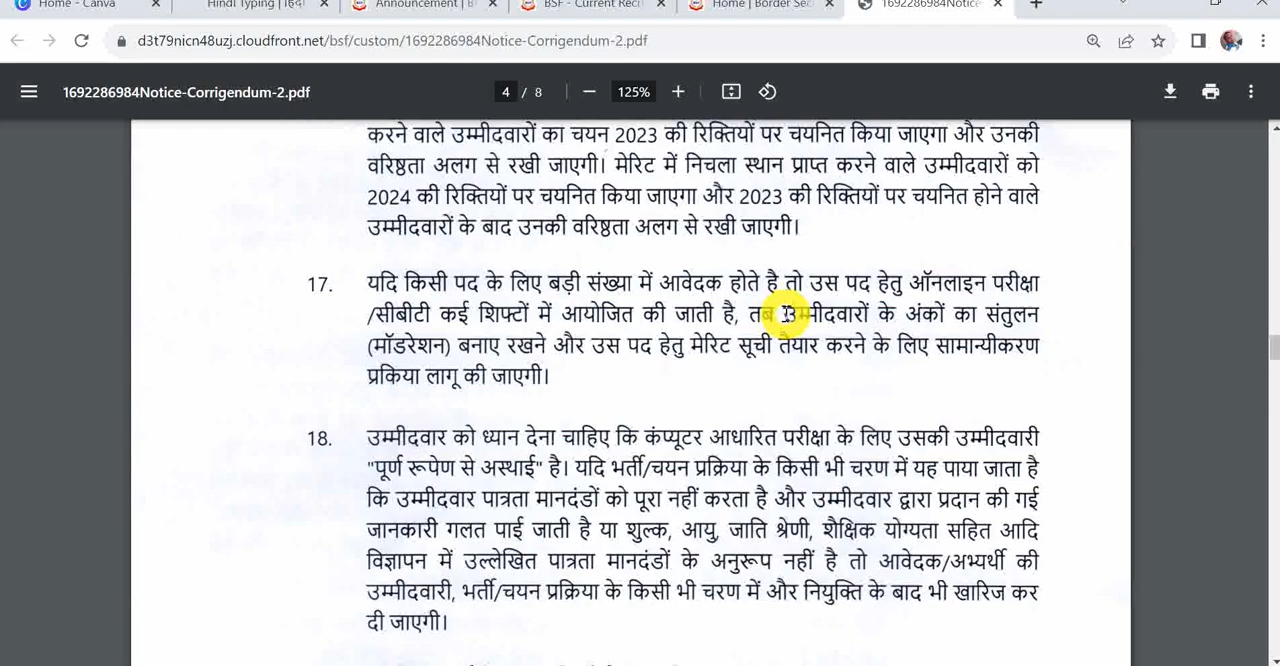 Home - Canva
Hindi Typing | हिंदी
Announcement | B
BSF - Current Recr
Home | Border Sec
1692286984Notice
d3t79nicn48uzj.cloudfront.net/bsf/custom/1692286984Notice-Corrigendum-2.pdf
1692286984Notice-Corrigendum-2.pdf
4 / 8
125%
करने वाले उम्मीदवारों का चयन 2023 की रिक्तियों पर चयनित किया जाएगा और उनकी
वरिष्ठता अलग से रखी जाएगी। मेरिट में निचला स्थान प्राप्त करने वाले उम्मीदवारों को
2024 की रिक्तियों पर चयनित किया जाएगा और 2023 की रिक्तियों पर चयनित होने वाले
उम्मीदवारों के बाद उनकी वरिष्ठता अलग से रखी जाएगी।
17. यदि किसी पद के लिए बड़ी संख्या में आवेदक होते है तो उस पद हेतु ऑनलाइन परीक्षा
/सीबीटी कई शिफ्टों में आयोजित की जाती है, तब उम्मीदवारों के अंकों का संतुलन
(मॉडरेशन) बनाए रखने और उस पद हेतु मेरिट सूची तैयार करने के लिए सामान्यीकरण
प्रकिया लागू की जाएगी।
18. उम्मीदवार को ध्यान देना चाहिए कि कंप्यूटर आधारित परीक्षा के लिए उसकी उम्मीदवारी
"पूर्ण रूपेण से अस्थाई" है। यदि भर्ती/चयन प्रक्रिया के किसी भी चरण में यह पाया जाता है
कि उम्मीदवार पात्रता मानदंडों को पूरा नहीं करता है और उम्मीदवार द्वारा प्रदान की गई
जानकारी गलत पाई जाती है या शुल्क, आयु, जाति श्रेणी, शैक्षिक योग्यता सहित आदि
विज्ञापन में उल्लेखित पात्रता मानदंडों के अनुरूप नहीं है तो आवेदक/अभ्यर्थी की
उम्मीदवारी, भर्ती/चयन प्रक्रिया के किसी भी चरण में और नियुक्ति के बाद भी खारिज कर
दी जाएगी।